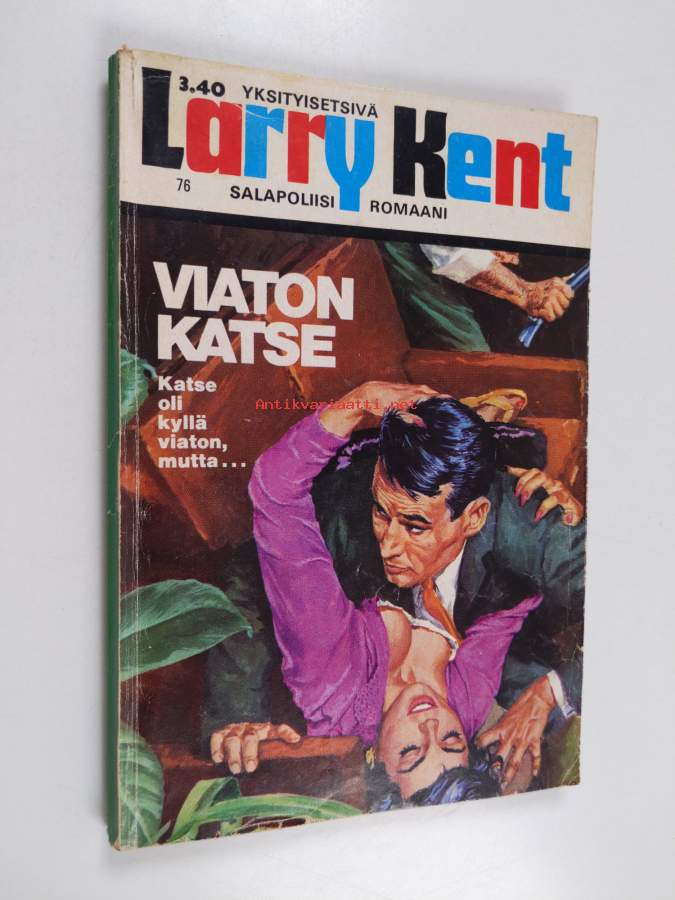 3.40 YKSITYISETSIVÄ
Larry Kent
76 SALAPOLIISI ROMAANI
VIATON
KATSE
Katse
oli
kyllä
viaton,
mutta...
Antikvariaatti.net